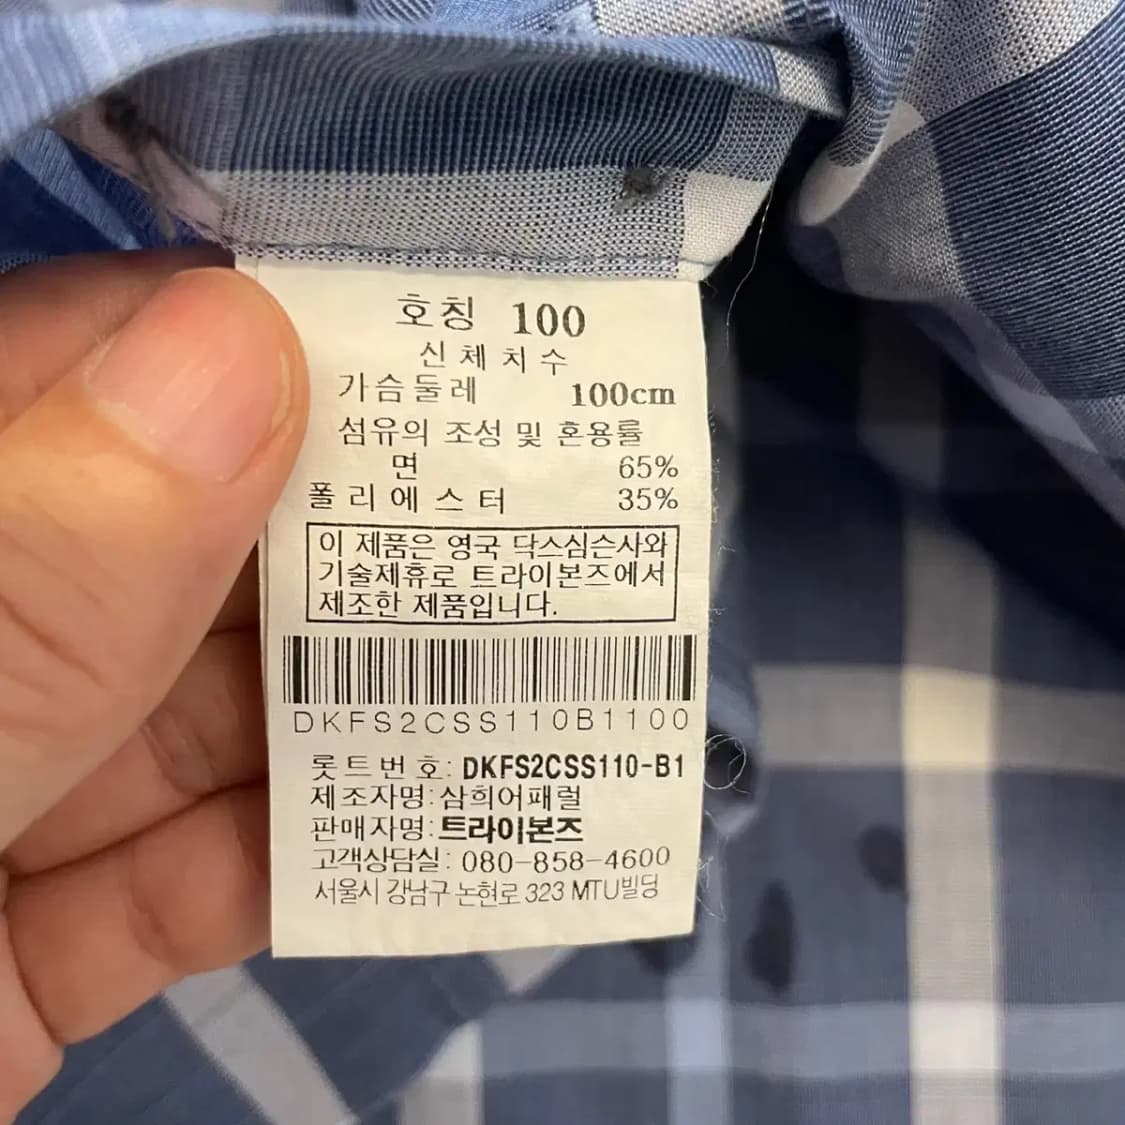 호칭 100
신체치수
가슴둘레 100cm
섬유의 조성 및 혼용률
면 65%
폴리에스터 35%
이 제품은 영국 닥스심슨사와
기술제휴로 트라이본즈에서
제조한 제품입니다.
DKFS2CSS110B1100
롯트번호: DKFS2CSS110-B1
제조자명:삼희어패럴
판매자명:트라이본즈
고객상담실: 080-858-4600
서울시 강남구 논현로 323 MTU빌딩